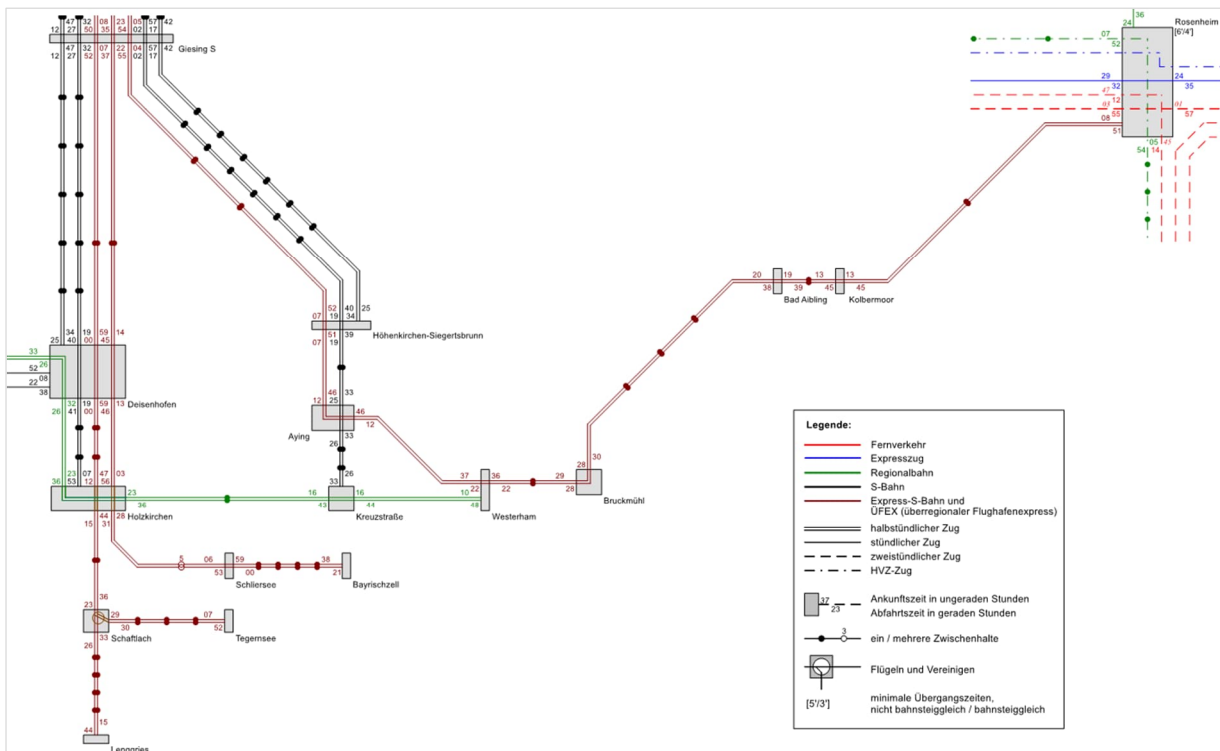 47 32 08 23 05 57 42
12 27 50 35 54 02 17
Giesing S
47 32 07 22 04 57 42
12 27 52 37 55 02 17
36
24
Rosenheim
[6'/4']
07
52
29 24
32 35
47
12
03 01
55 57
08
51
05 45
54 14
20 19 13 13
38 39 45 45
Bad Aibling
Kolbermoor
52 40 25
07 19 34
Höhenkirchen-Siegertsbrunn
51 39
07 19
34 19 59 14
25 40 00 45
33
26
52
08
22
38
Deisenhofen
32 19 59 13
26 41 00 46
46 33
12 25
46
12
Aying
33
26
26
33
23 07 47 03
36 53 12 56
23
36
Holzkirchen
44 28
15 31
16 16
43 44
Kreuzstraße
10
48
37 36
22 22
Westerham
29
28
28
30
Bruckmühl
5 06 59 38
53 00 21
Schliersee
Bayrischzell
36
23
29 07
30 52
Schaftlach
Tegernsee
33
26
15
44
Lenggries
Legende:
Fernverkehr
Expresszug
Regionalbahn
S-Bahn
Express-S-Bahn und
ÜFEX (überregionaler Flughafenexpress)
halbstündlicher Zug
stündlicher Zug
zweistündlicher Zug
HVZ-Zug
37
23
Ankunftszeit in ungeraden Stunden
Abfahrtszeit in geraden Stunden
3
ein / mehrere Zwischenhalte
Flügeln und Vereinigen
[5'/3']
minimale Übergangszeiten,
nicht bahnsteiggleich / bahnsteiggleich